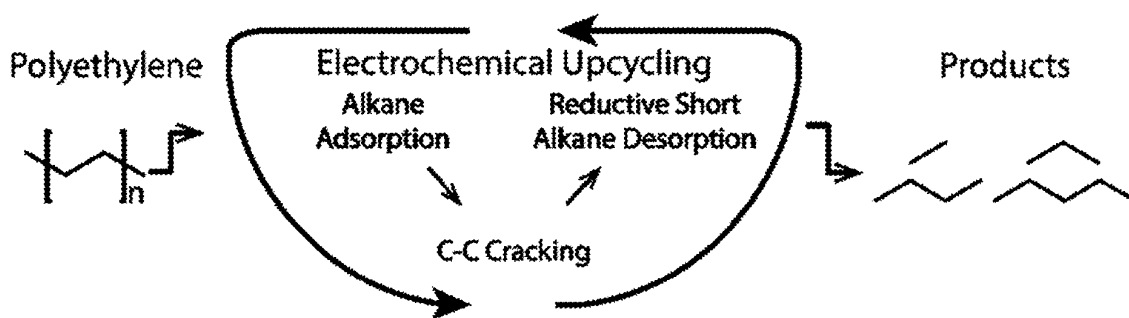 Polyethylene
n
Electrochemical Upcycling
Alkane
Adsorption
Reductive Short
Alkane Desorption
C-C Cracking
Products